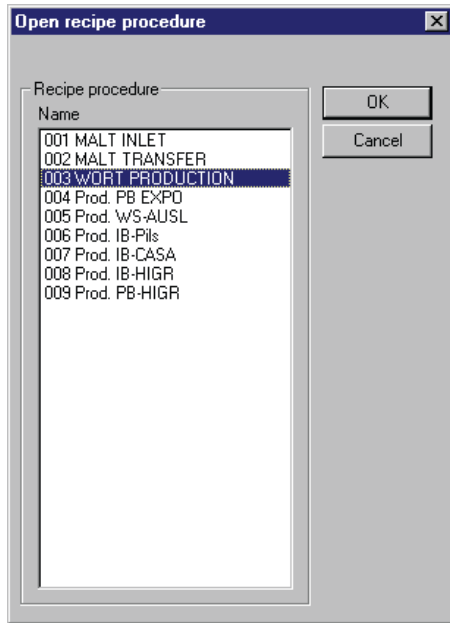 Open recipe procedure
Recipe procedure
Name
001 MALT INLET
002 MALT TRANSFER
003 WORT PRODUCTION
004 Prod. PB EXPO
005 Prod. WS-AUSL
006 Prod. IB-Pils
007 Prod. IB-CASA
008 Prod. IB-HIGR
009 Prod. PB-HIGR
OK
Cancel